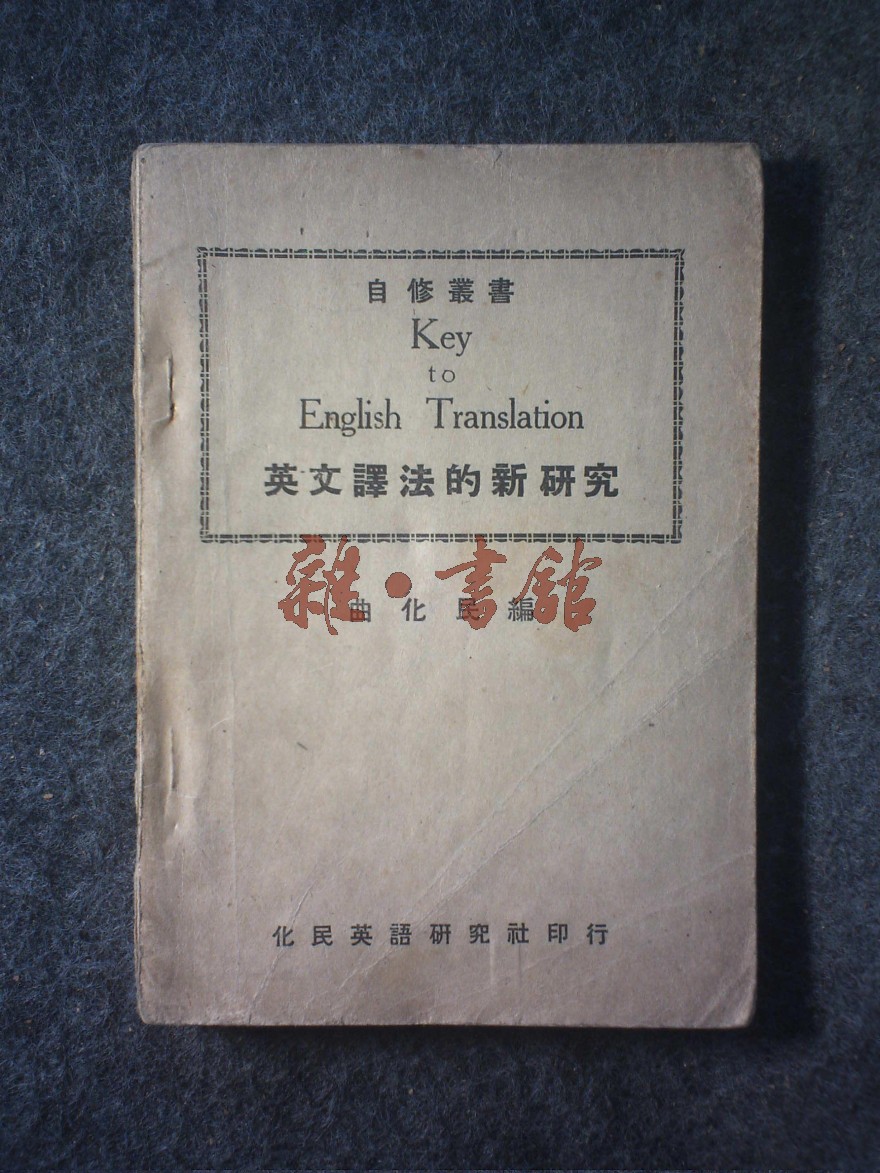 自修叢書
Key
to
English Translation
英文譯法的新研究
雜·書館
曲化民編
化民英語研究社印行